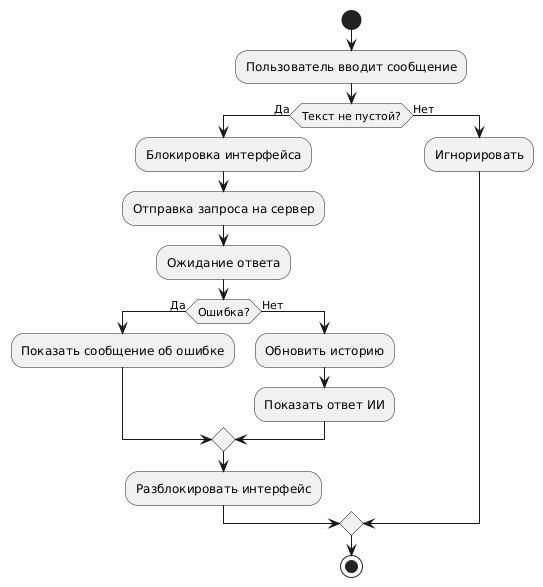 Пользователь вводит сообщение
Да
Текст не пустой?
Нет
Блокировка интерфейса
Игнорировать
Отправка запроса на сервер
Ожидание ответа
Да
Ошибка?
Нет
Показать сообщение об ошибке
Обновить историю
Показать ответ ИИ
Разблокировать интерфейс